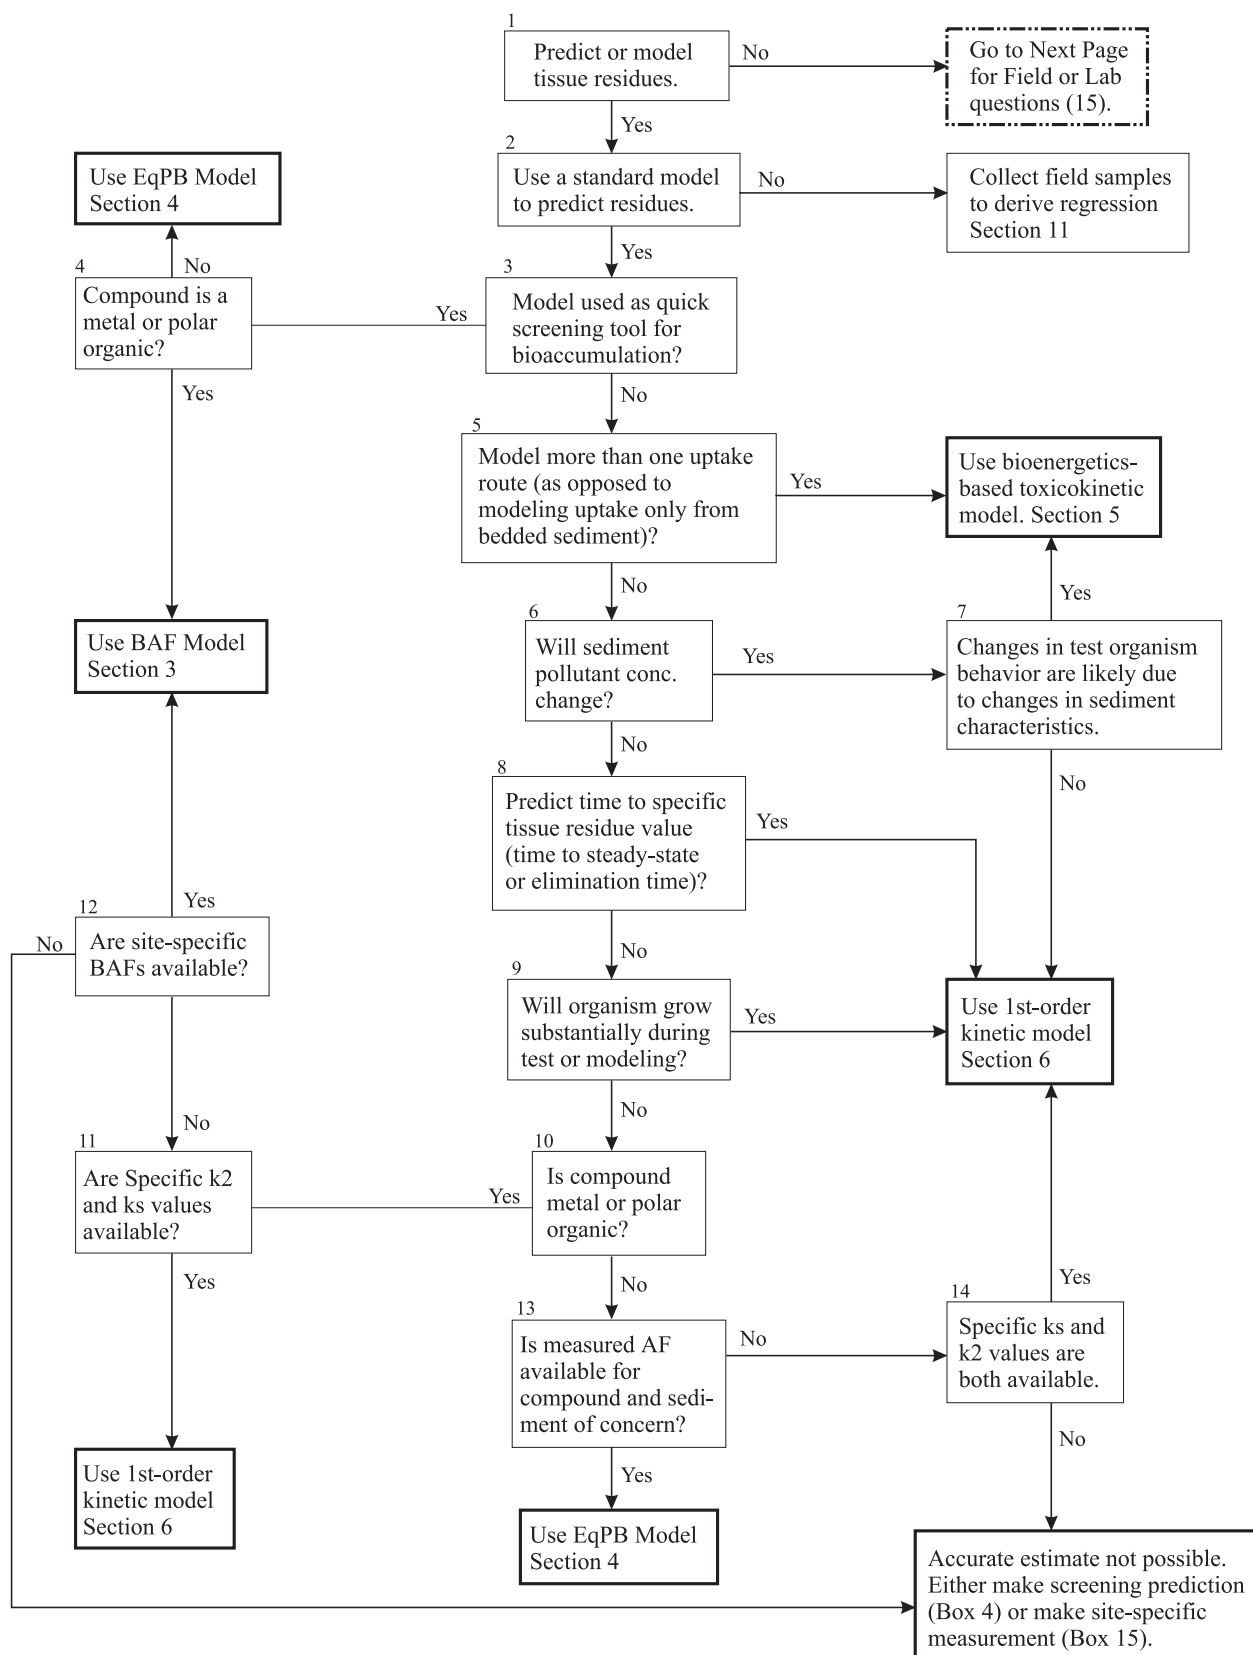 1
Predict or model
tissue residues.
No
Go to Next Page
for Field or Lab
questions (15).
Yes
2
Use a standard model
to predict residues.
No
Collect field samples
to derive regression
Section 11
Use EqPB Model
Section 4
Yes
No
4
Compound is a
metal or polar
organic?
Yes
3
Model used as quick
screening tool for
bioaccumulation?
Yes
No
5
Model more than one uptake
route (as opposed to
modeling uptake only from
bedded sediment)?
Yes
Use bioenergetics-
based toxicokinetic
model. Section 5
No
Yes
6
Will sediment
pollutant conc.
change?
Yes
7
Changes in test organism
behavior are likely due
to changes in sediment
characteristics.
Use BAF Model
Section 3
No
No
8
Predict time to specific
tissue residue value
(time to steady-state
or elimination time)?
Yes
Yes
12
Are site-specific
BAFs available?
No
No
9
Will organism grow
substantially during
test or modeling?
Yes
Use 1st-order
kinetic model
Section 6
No
No
11
Are Specific k2
and ks values
available?
Yes
10
Is compound
metal or polar
organic?
Yes
No
Yes
13
Is measured AF
available for
compound and sedi-
ment of concern?
No
14
Specific ks and
k2 values are
both available.
No
Use 1st-order
kinetic model
Section 6
Yes
Use EqPB Model
Section 4
Accurate estimate not possible.
Either make screening prediction
(Box 4) or make site-specific
measurement (Box 15).